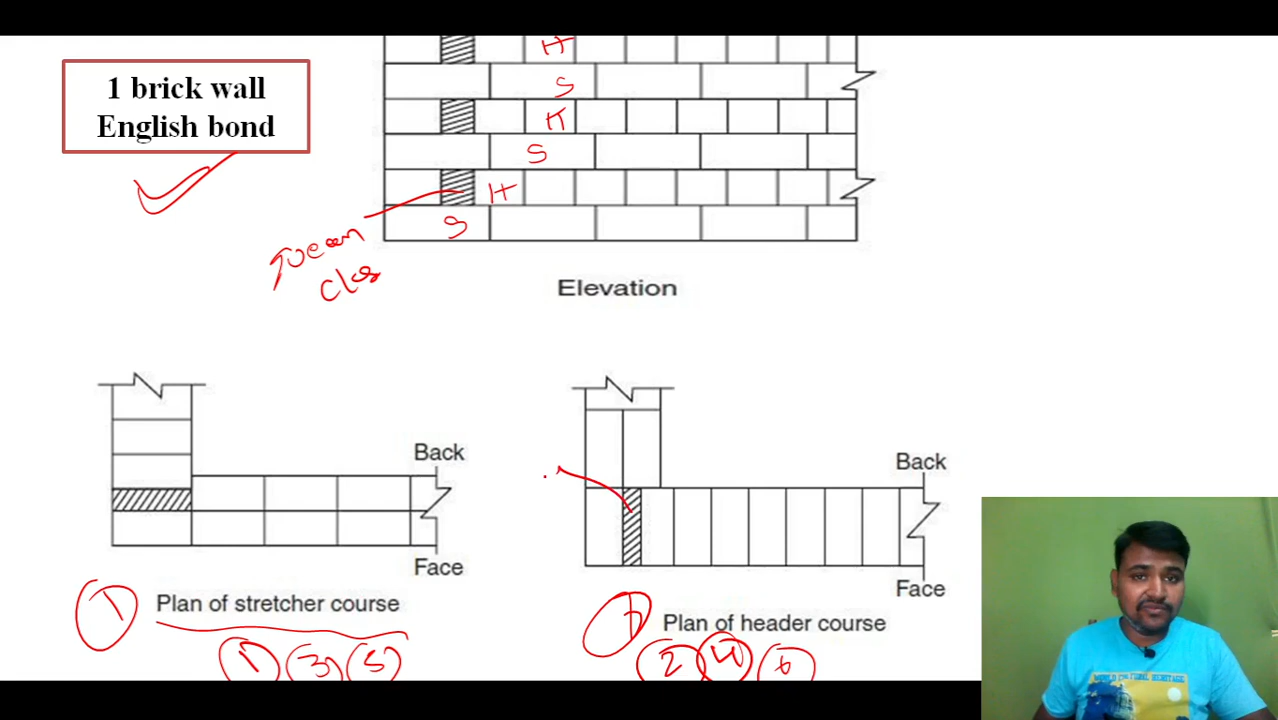 1 brick wall
English bond
H
S
H
S
H
S
Elevation
Back
Face
Plan of stretcher course
1 3 5
Back
Face
Plan of header course
2 4 6